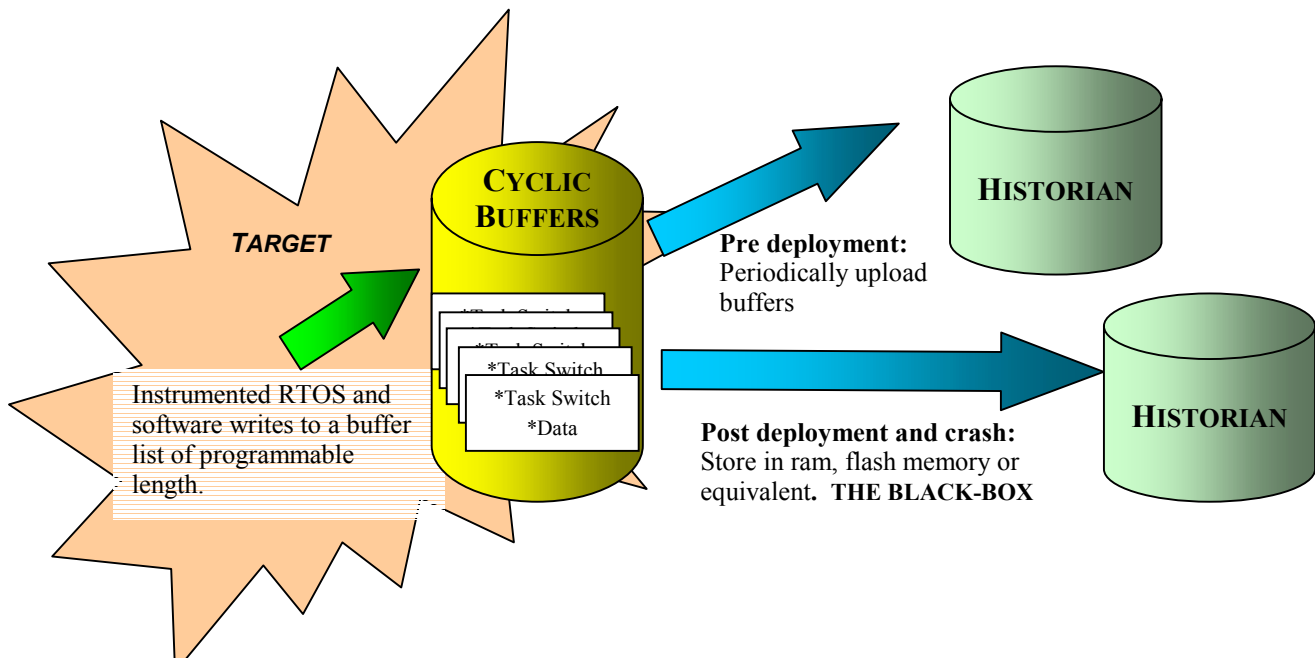 CYCLIC
BUFFERS
HISTORIAN
TARGET
Pre deployment:
Periodically upload
buffers
*Task Switch
*Task Switch
*Task Switch
*Data
HISTORIAN
Instrumented RTOS and
software writes to a buffer
list of programmable
length.
Post deployment and crash:
Store in ram, flash memory or
equivalent. THE BLACK-BOX